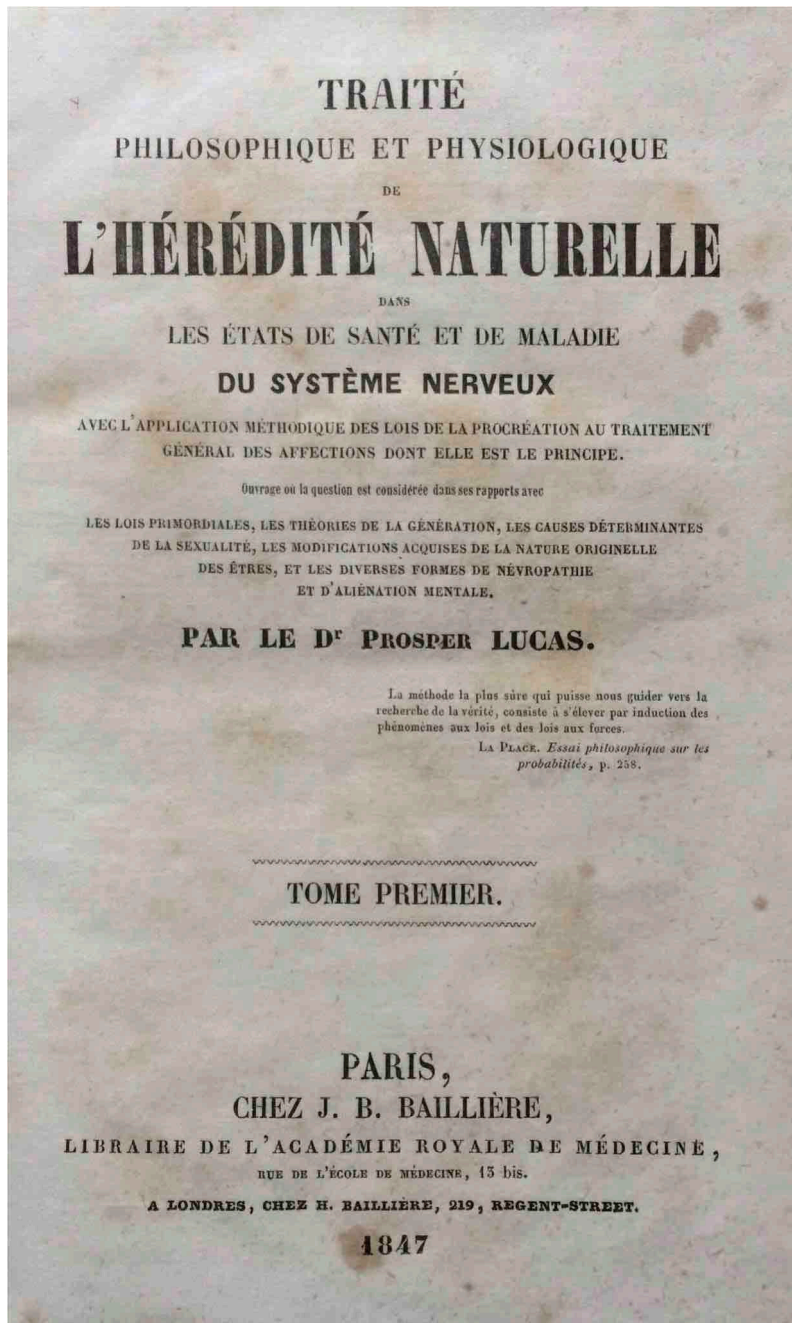 TRAITÉ
PHILOSOPHIQUE ET PHYSIOLOGIQUE
DE
L'HÉRÉDITÉ NATURELLE
DANS
LES ÉTATS DE SANTÉ ET DE MALADIE
DU SYSTÈME NERVEUX
AVEC L'APPLICATION MÉTHODIQUE DES LOIS DE LA PROCRÉATION AU TRAITEMENT
GÉNÉRAL DES AFFECTIONS DONT ELLE EST LE PRINCIPE.
Ouvrage où la question est considérée dans ses rapports avec
LES LOIS PRIMORDIALES, LES THÉORIES DE LA GÉNÉRATION, LES CAUSES DÉTERMINANTES
DE LA SEXUALITÉ, LES MODIFICATIONS ACQUISES DE LA NATURE ORIGINELLE
DES ÊTRES, ET LES DIVERSES FORMES DE NÉVROPATHIE
ET D'ALIÉNATION MENTALE.
PAR LE Dr PROSPER LUCAS.
La méthode la plus sûre qui puisse nous guider vers la
recherche de la vérité, consiste à s'élever par induction des
phénomènes aux lois et des lois aux forces.
LA PLACE. Essai philosophique sur les
probabilités, p. 258.
TOME PREMIER.
PARIS,
CHEZ J. B. BAILLIÈRE,
LIBRAIRE DE L'ACADÉMIE ROYALE DE MÉDECINE,
RUE DE L'ÉCOLE DE MÉDECINE, 13 bis.
A LONDRES, CHEZ H. BAILLIÈRE, 219, REGENT-STREET.
1847